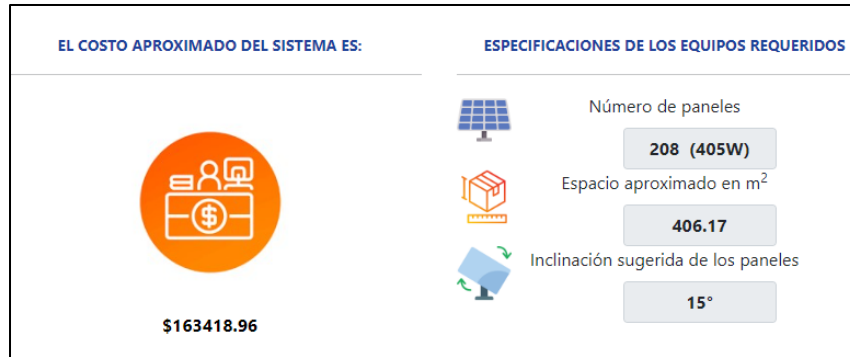 EL COSTO APROXIMADO DEL SISTEMA ES:
$
$163418.96
ESPECIFICACIONES DE LOS EQUIPOS REQUERIDOS
Número de paneles
208 (405W)
Espacio aproximado en m²
406.17
Inclinación sugerida de los paneles
15°